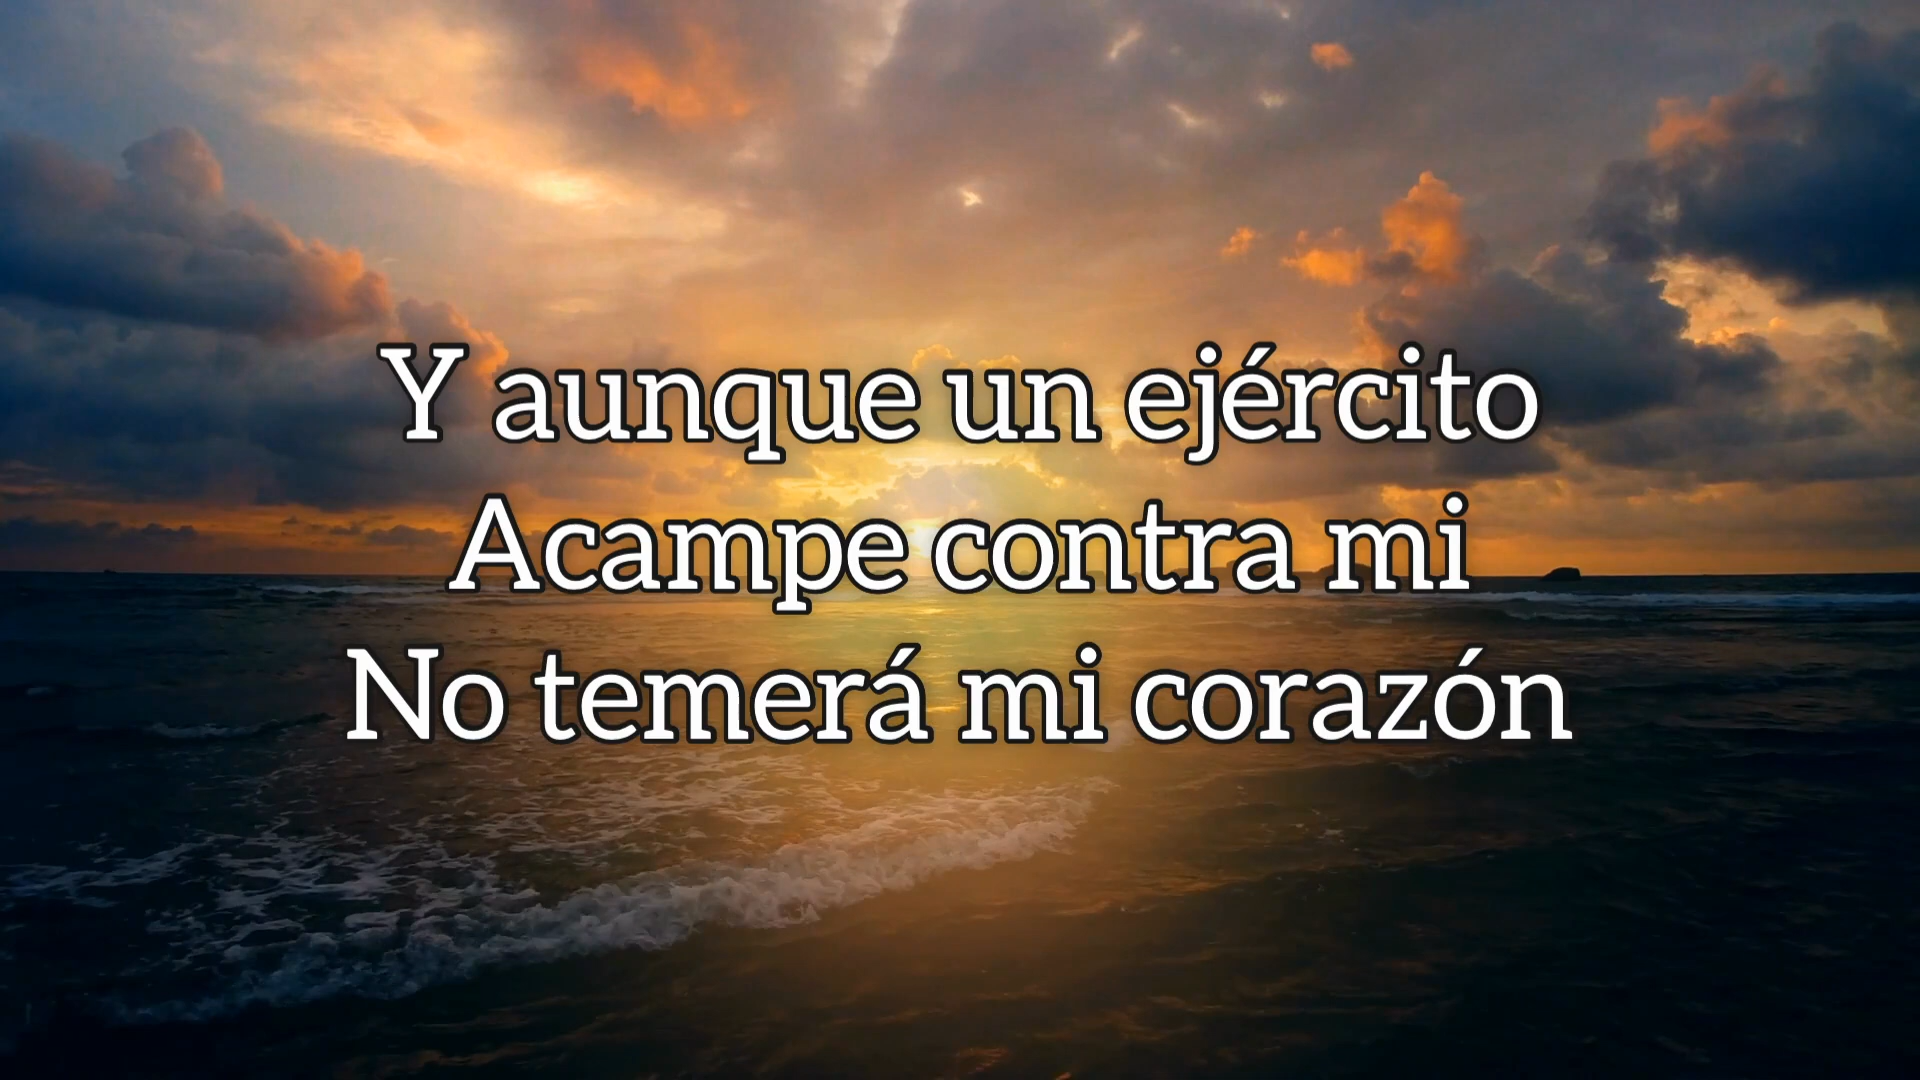 Y aunque un ejército
Acampe contra mi
No temerá mi corazón